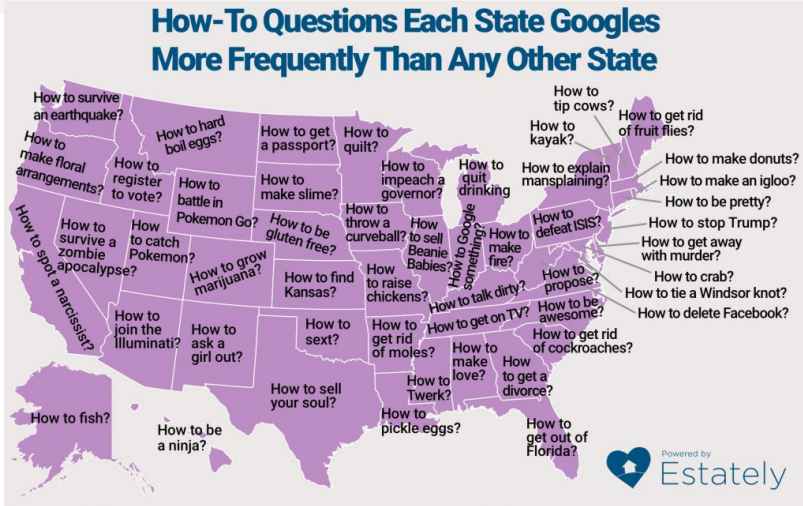 How-To Questions Each State Googles
More Frequently Than Any Other State
How to survive
an earthquake?
How to
make floral
arrangements?
How to spot a narcissist?
How to
survive a
zombie
apocalypse?
How to
register
to vote?
How to hard
boil eggs?
How to
battle in
Pokemon Go?
How to
catch
Pokemon?
How to grow
marijuana?
How to
join the
Illuminati?
How to
ask a
girl out?
How to get
a passport?
How to
make slime?
How to be
gluten free?
How to find
Kansas?
How to
sext?
How to sell
your soul?
How to
quilt?
How to
throw a
curveball?
How to
raise
chickens?
How to
get rid
of moles?
How to
pickle eggs?
How to
impeach a
governor?
How to
sell
Beanie
Babies?
How to
quit
drinking
How to Google
something?
How to
make
fire?
How to talk dirty?
How to get on TV?
How to
Twerk?
How to
make
love?
How
to get a
divorce?
How to
get out of
Florida?
How to get rid
of cockroaches?
How to be
awesome?
How to
propose?
How to
defeat ISIS?
How to explain
mansplaining?
How to
kayak?
How to
tip cows?
How to get rid
of fruit flies?
How to make donuts?
How to make an igloo?
How to be pretty?
How to stop Trump?
How to get away
with murder?
How to crab?
How to tie a Windsor knot?
How to delete Facebook?
How to fish?
How to be
a ninja?
Powered by
Estately